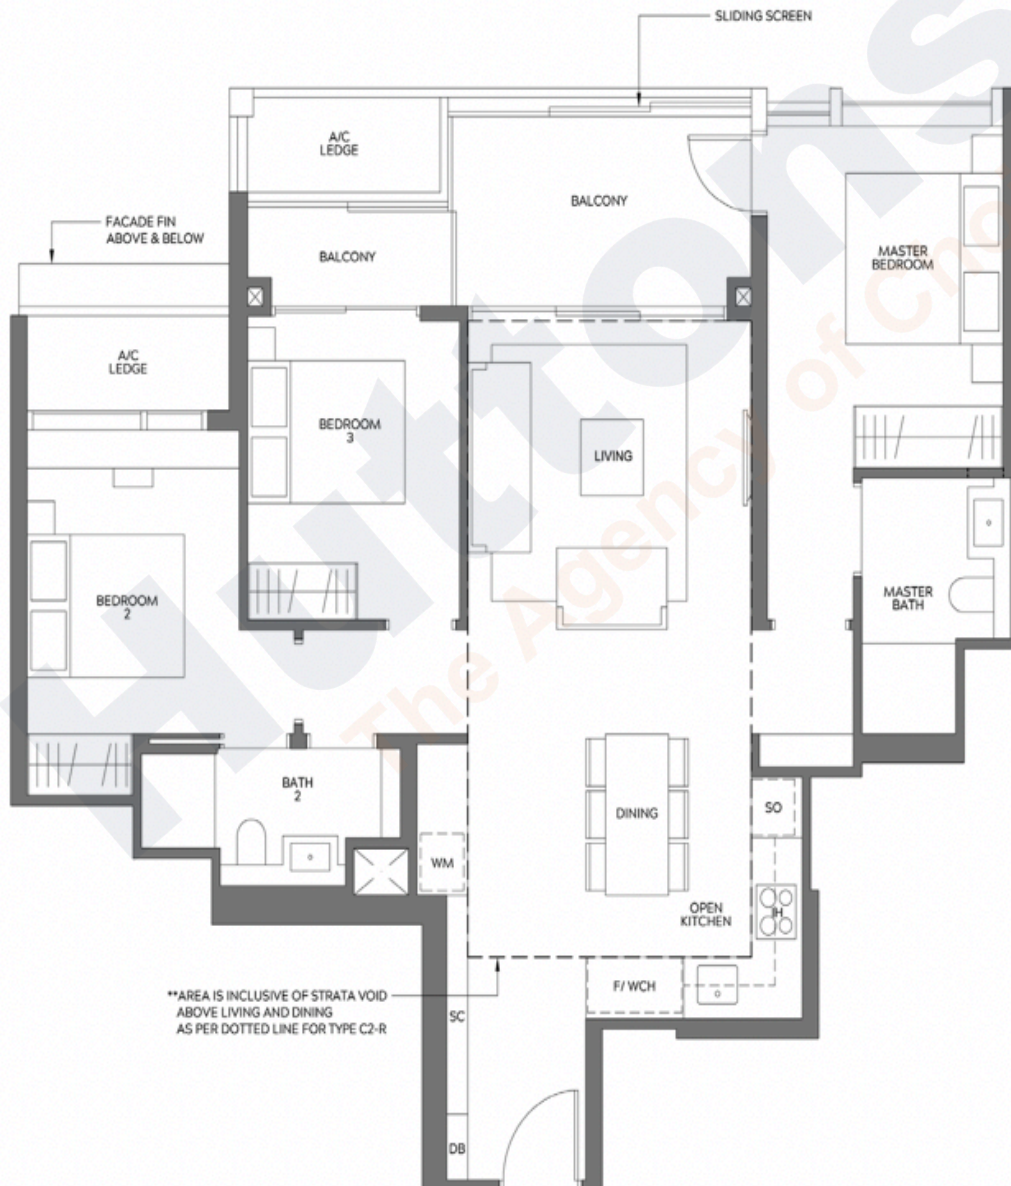 SLIDING SCREEN
A/C
LEDGE
BALCONY
FACADE FIN
ABOVE & BELOW
BALCONY
MASTER
BEDROOM
A/C
LEDGE
BEDROOM
3
LIVING
BEDROOM
2
MASTER
BATH
BATH
2
DINING
SO
WM
OPEN
KITCHEN
IH
F/ WCH
**AREA IS INCLUSIVE OF STRATA VOID
ABOVE LIVING AND DINING
AS PER DOTTED LINE FOR TYPE C2-R
SC
DB
Huttons
The Agency of Cho